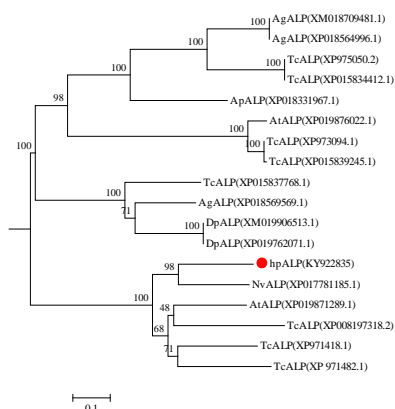 100 AgALP(XM018709481.1)
AgALP(XP018564996.1)
100
100 TcALP(XP975050.2)
TcALP(XP015834412.1)
100
98 ApALP(XP018331967.1)
AtALP(XP019876022.1)
100
100 TcALP(XP973094.1)
TcALP(XP015839245.1)
100
TcALP(XP015837768.1)
100
AgALP(XP018569569.1)
71
100 DpALP(XM019906513.1)
DpALP(XP019762071.1)
hpALP(KY922835)
98
NvALP(XP017781185.1)
100
AtALP(XP019871289.1)
48
TcALP(XP008197318.2)
68
TcALP(XP971418.1)
71
TcALP(XP 971482.1)
0.1